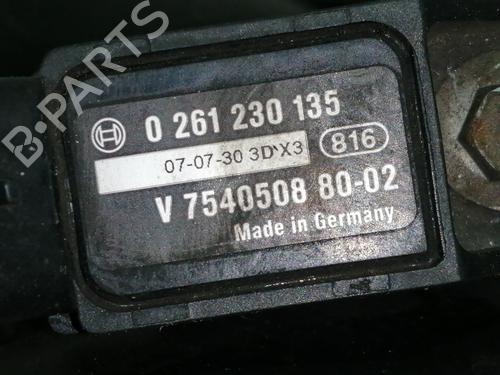 0 261 230 135
07-07-30 3D\X3
816
V 7540508 80-02
Made in Germany
B-PARTS